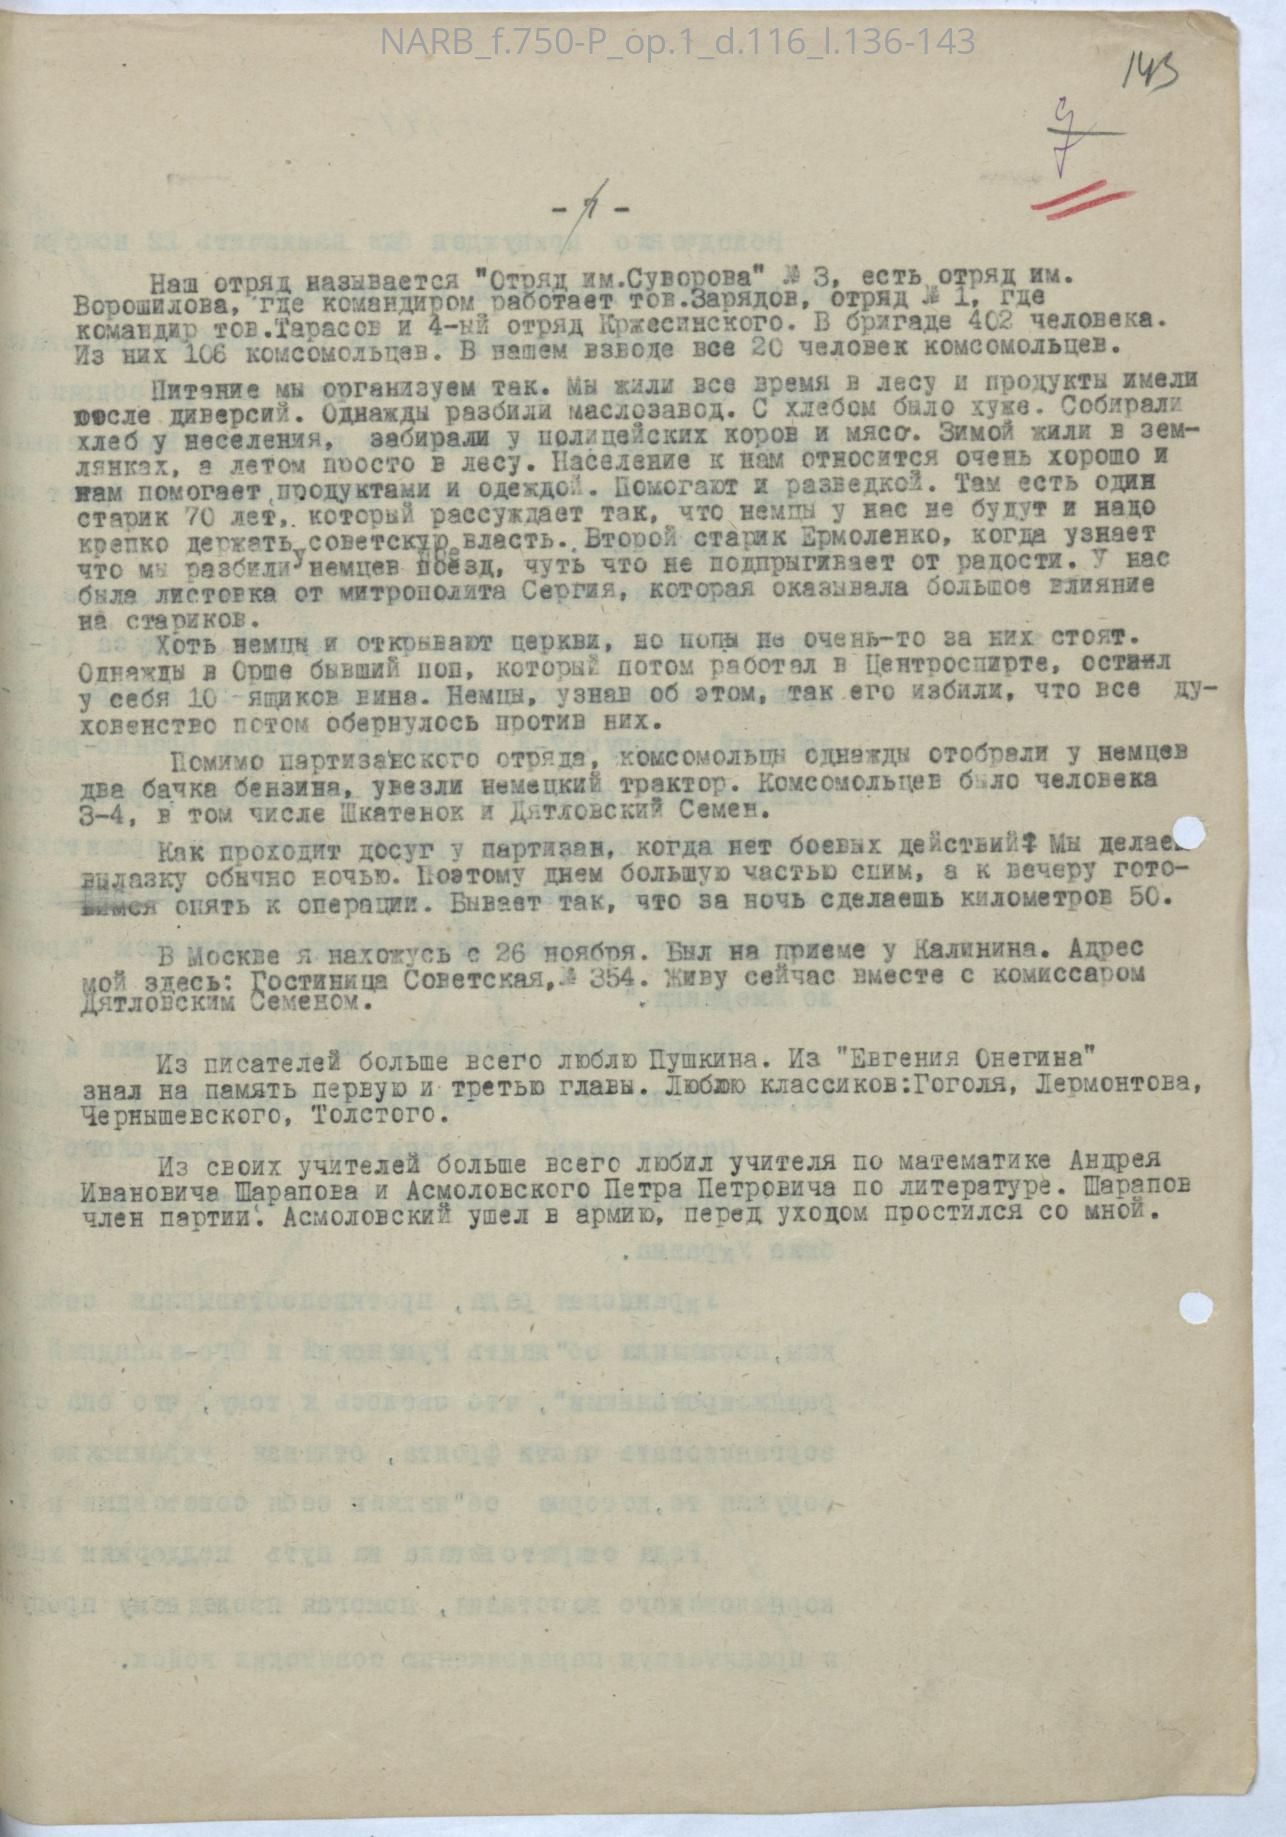 NARB_f.750-P_op.1_d.116_l.136-143
143
Наш отряд называется "Отряд им.Суворова" № 3, есть отряд им.
Ворошилова, где командиром работает тов.Зарядов, отряд № 1, где
командир тов.Тарасов и 4-ый отряд Кржесинского. В бригаде 402 человека.
Из них 106 комсомольцев. В нашем взводе все 20 человек комсомольцев.
Питание мы организуем так. Мы жили все время в лесу и продукты имели
после диверсий. Однажды разбили маслозавод. С хлебом было хуже. Собирали
хлеб у неселения, забирали у полицейских коров и мясо. Зимой жили в зем-
лянках, а летом просто в лесу. Население к нам относится очень хорошо и
нам помогает продуктами и одеждой. Помогают и разведкой. Там есть один
старик 70 лет, который рассуждает так, что немцы у нас не будут и надо
крепко держать советскую власть. Второй старик Ермоленко, когда узнает
что мы разбили немцев поезд, чуть что не подпрыгивает от радости. У нас
была листовка от митрополита Сергия, которая оказывала большое влияние
на стариков.
Хоть немцы и открывают церкви, но попы не очень-то за них стоят.
Однажды в Орше бывший поп, который потом работал в Центроспирте, оставил
у себя 10 ящиков вина. Немцы, узнав об этом, так его избили, что все ду-
ховенство потом обернулось против них.
Помимо партизанского отряда, комсомольцы однажды отобрали у немцев
два бачка бензина, увезли немецкий трактор. Комсомольцев было человека
3-4, в том числе Шкатенок и Дятловский Семен.
Как проходит досуг у партизан, когда нет боевых действий? Мы делаем
вылазку обычно ночью. Поэтому днем большую частью спим, а к вечеру гото-
вимся опять к операции. Бывает так, что за ночь сделаешь километров 50.
В Москве я нахожусь с 26 ноября. Был на приеме у Калинина. Адрес
мой здесь: Гостиница Советская,№ 354. Живу сейчас вместе с комиссаром
Дятловским Семеном.
Из писателей больше всего люблю Пушкина. Из "Евгения Онегина"
знал на память первую и третью главы. Люблю классиков:Гоголя, Лермонтова,
Чернышевского, Толстого.
Из своих учителей больше всего любил учителя по математике Андрея
Ивановича Шарапова и Асмоловского Петра Петровича по литературе. Шарапов
член партии. Асмоловский ушел в армию, перед уходом простился со мной.